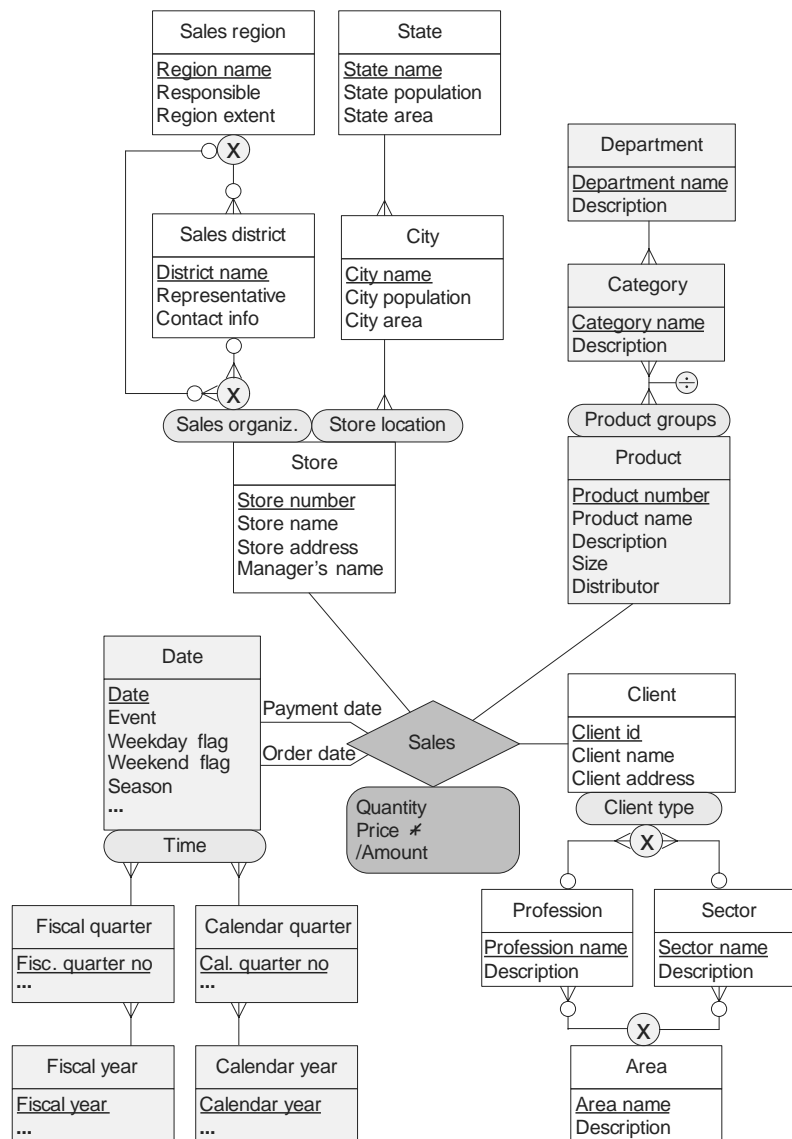 Sales region
Region name
Responsible
Region extent
State
State name
State population
State area
Department
Department name
Description
X
Sales district
District name
Representative
Contact info
City
City name
City population
City area
Category
Category name
Description
÷
X
Sales organiz.
Store location
Product groups
Store
Store number
Store name
Store address
Manager's name
Product
Product number
Product name
Description
Size
Distributor
Date
Date
Event
Weekday flag
Weekend flag
Season
...
Payment date
Order date
Sales
Quantity
Price +
/Amount
Client
Client id
Client name
Client address
Client type
Time
X
Fiscal quarter
Fisc. quarter no
...
Calendar quarter
Cal. quarter no
...
Profession
Profession name
Description
Sector
Sector name
Description
X
Fiscal year
Fiscal year
...
Calendar year
Calendar year
...
Area
Area name
Description